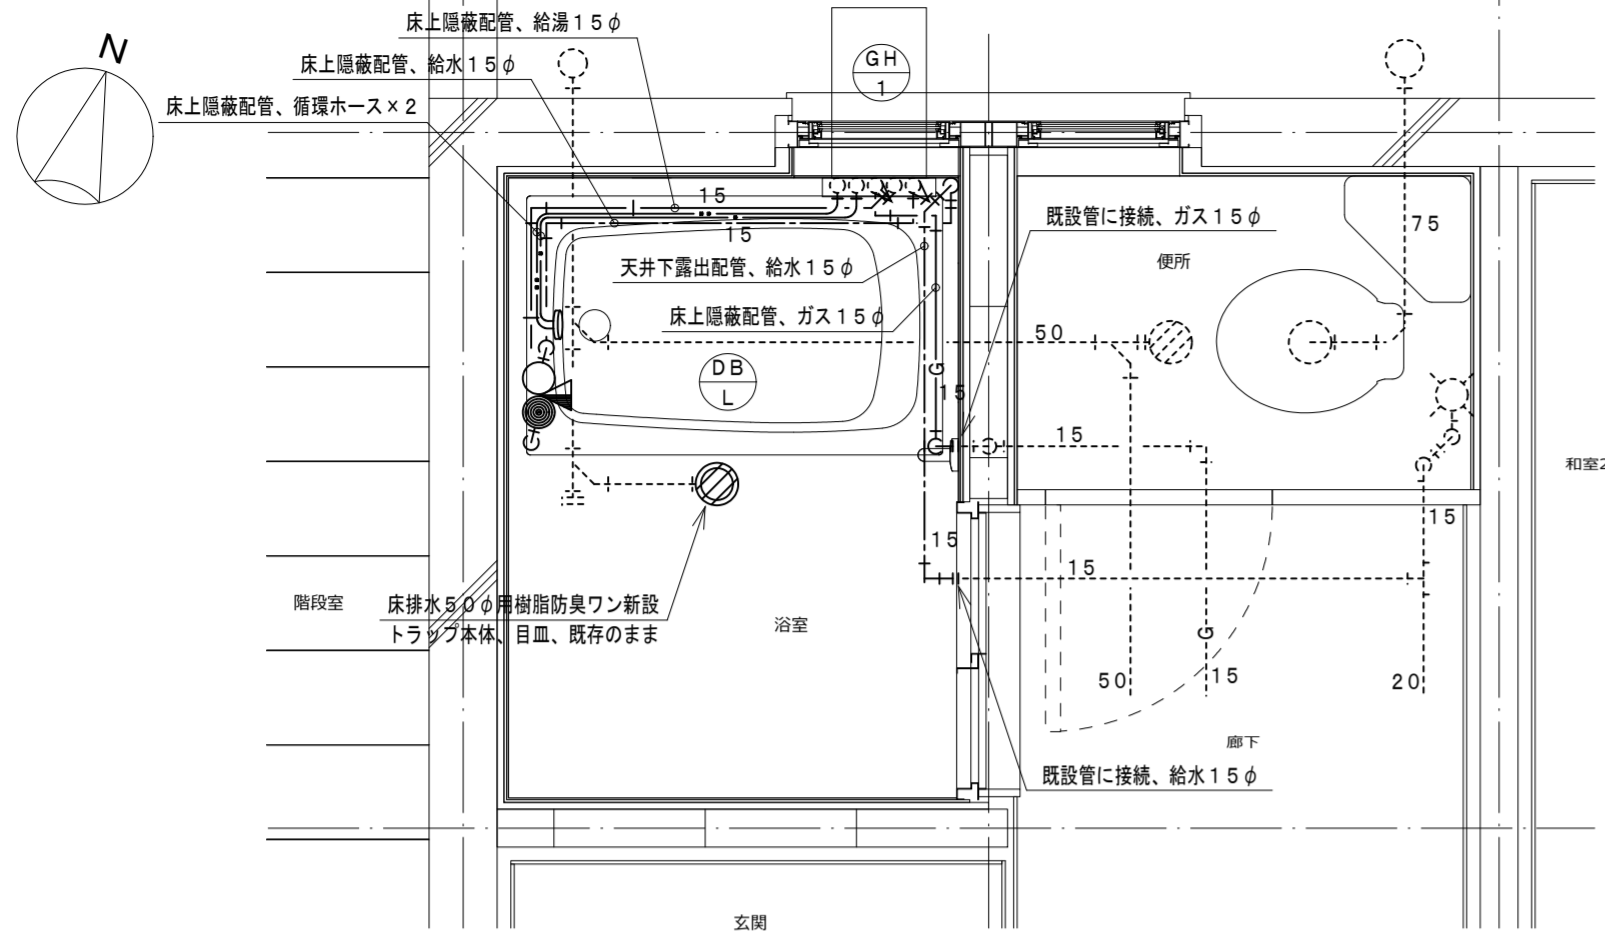 床上隠蔽配管、給湯15φ
N
床上隠蔽配管、給水15φ
GH
1
床上隠蔽配管、循環ホース×2
15
既設管に接続、ガス15φ
75
15
便所
天井下露出配管、給水15φ
床上隠蔽配管、ガス15φ
50
DB
L
G
15
15
和室2
15
15
15
階段室
床排水50φ用樹脂防臭ワン新設
トラップ本体、目皿、既存のまま
浴室
G
50
15
20
廊下
既設管に接続、給水15φ
玄関